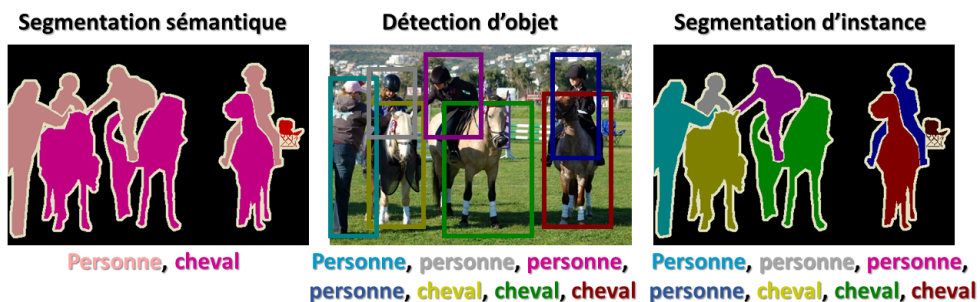 Segmentation sémantique
Détection d'objet
Segmentation d'instance
Personne, cheval
Personne, personne, personne,
personne, cheval, cheval, cheval
Personne, personne, personne,
personne, cheval, cheval, cheval